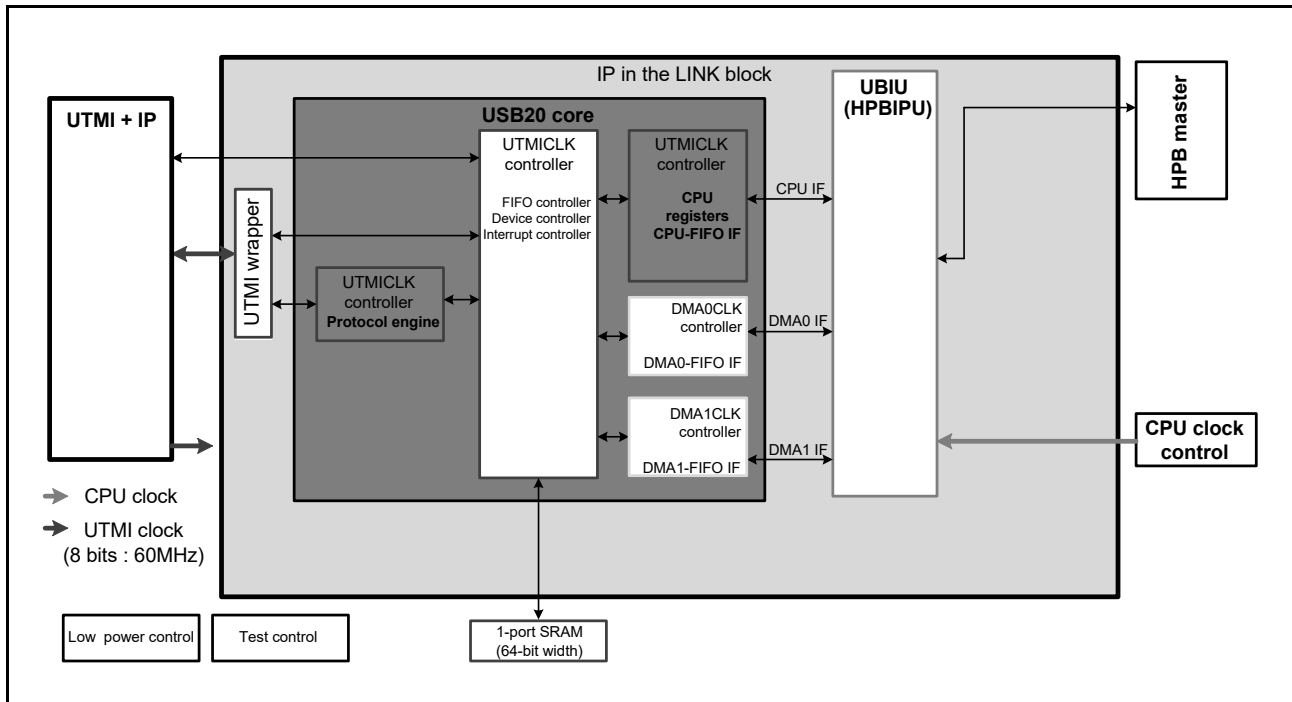 IP in the LINK block
UTMI + IP
UTMI wrapper
USB20 core
UTMICLK
controller
Protocol engine
UTMICLK
controller
FIFO controller
Device controller
Interrupt controller
UTMICLK
controller
CPU
registers
CPU-FIFO IF
DMA0CLK
controller
DMA0-FIFO IF
DMA1CLK
controller
DMA1-FIFO IF
CPU IF
DMA0 IF
DMA1 IF
UBIU
(HPBIPU)
HPB master
CPU clock
control
CPU clock
UTMI clock
(8 bits : 60MHz)
Low power control
Test control
1-port SRAM
(64-bit width)